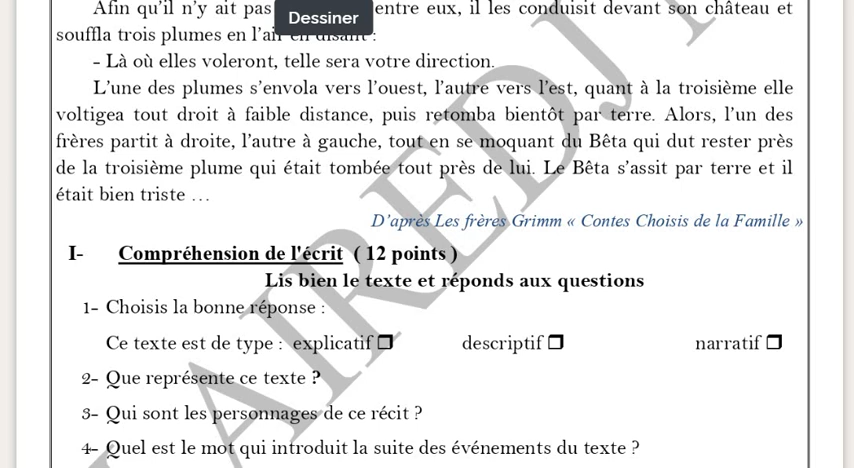 Afin qu'il n'y ait pas entre eux, il les conduisit devant son château et
Dessiner
souffla trois plumes en l'air en disant :
- Là où elles voleront, telle sera votre direction.
L'une des plumes s'envola vers l'ouest, l'autre vers l'est, quant à la troisième elle
voltigea tout droit à faible distance, puis retomba bientôt par terre. Alors, l'un des
frères partit à droite, l'autre à gauche, tout en se moquant du Bêta qui dut rester près
de la troisième plume qui était tombée tout près de lui. Le Bêta s'assit par terre et il
était bien triste ...
D'après Les frères Grimm « Contes Choisis de la Famille »
I- Compréhension de l'écrit ( 12 points )
Lis bien le texte et réponds aux questions
1- Choisis la bonne réponse :
Ce texte est de type : explicatif ❒ descriptif ❒ narratif ❒
2- Que représente ce texte ?
3- Qui sont les personnages de ce récit ?
4- Quel est le mot qui introduit la suite des événements du texte ?